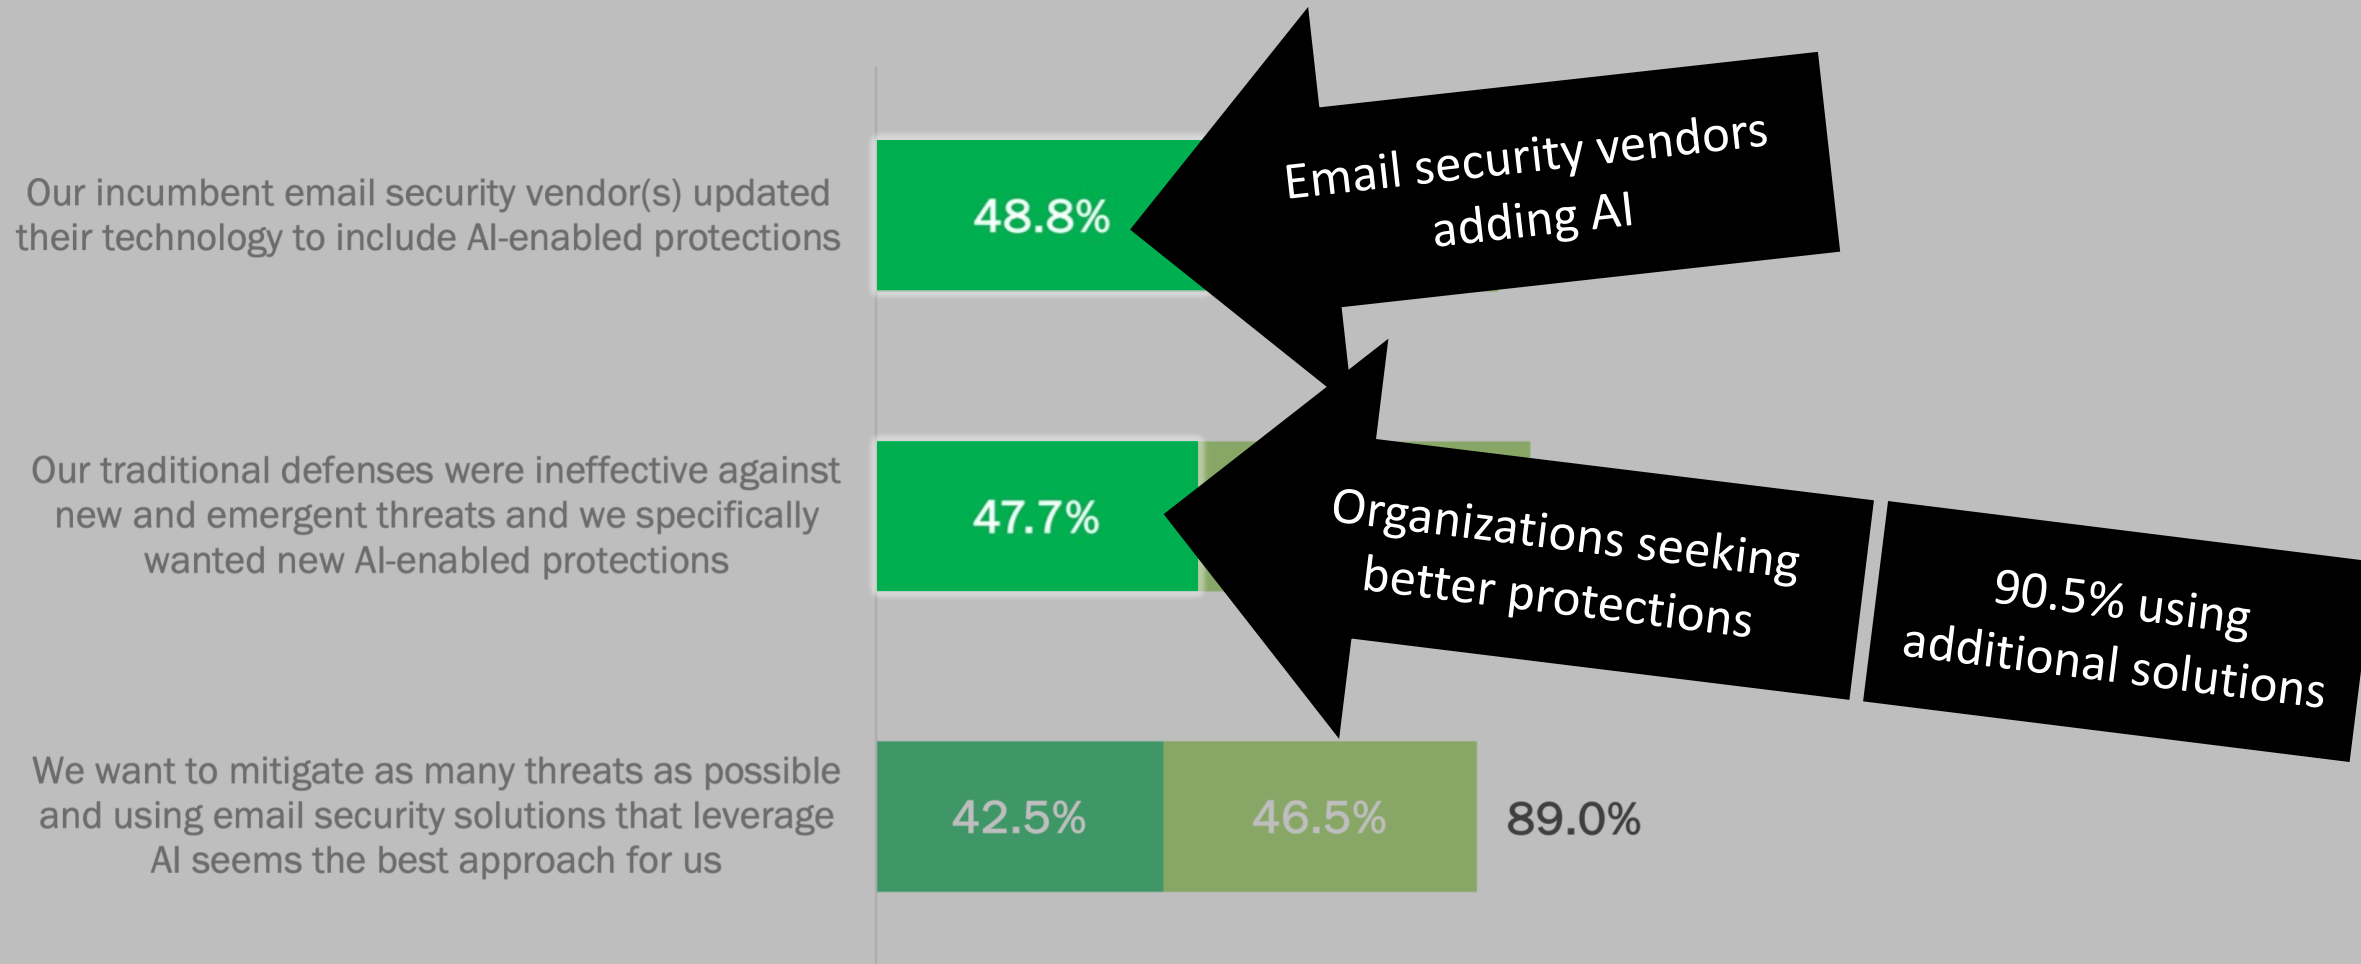 Our incumbent email security vendor(s) updated
their technology to include AI-enabled protections
48.8%
Email security vendors
adding AI
Our traditional defenses were ineffective against
new and emergent threats and we specifically
wanted new AI-enabled protections
47.7%
Organizations seeking
better protections
90.5% using
additional solutions
We want to mitigate as many threats as possible
and using email security solutions that leverage
AI seems the best approach for us
42.5%
46.5%
89.0%